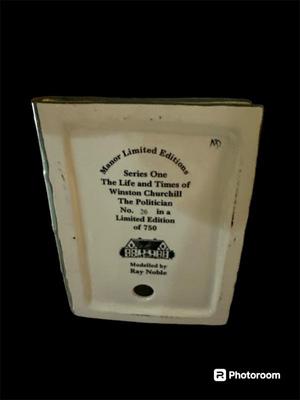 Manor Limited Editions
Series One
The Life and Times of
Winston Churchill
The Politician
No. 26 in a
Limited Edition
of 750
Modelled by
Ray Noble
Photoroom